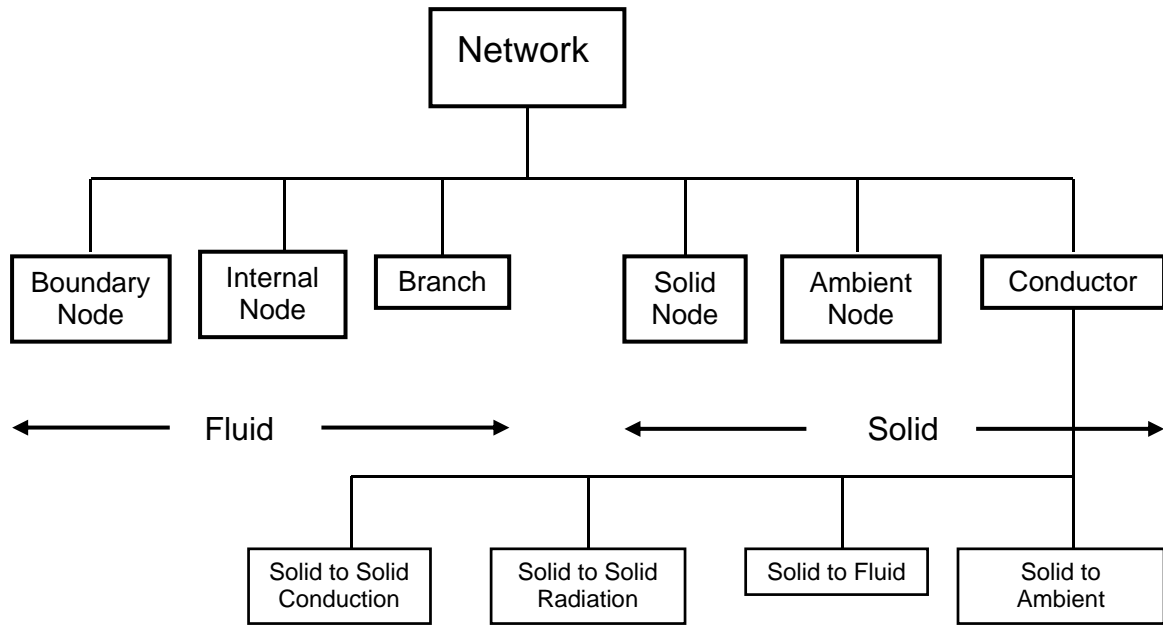 Network
Boundary
Node
Internal
Node
Branch
Solid
Node
Ambient
Node
Conductor
Fluid
Solid
Solid to Solid
Conduction
Solid to Solid
Radiation
Solid to Fluid
Solid to
Ambient